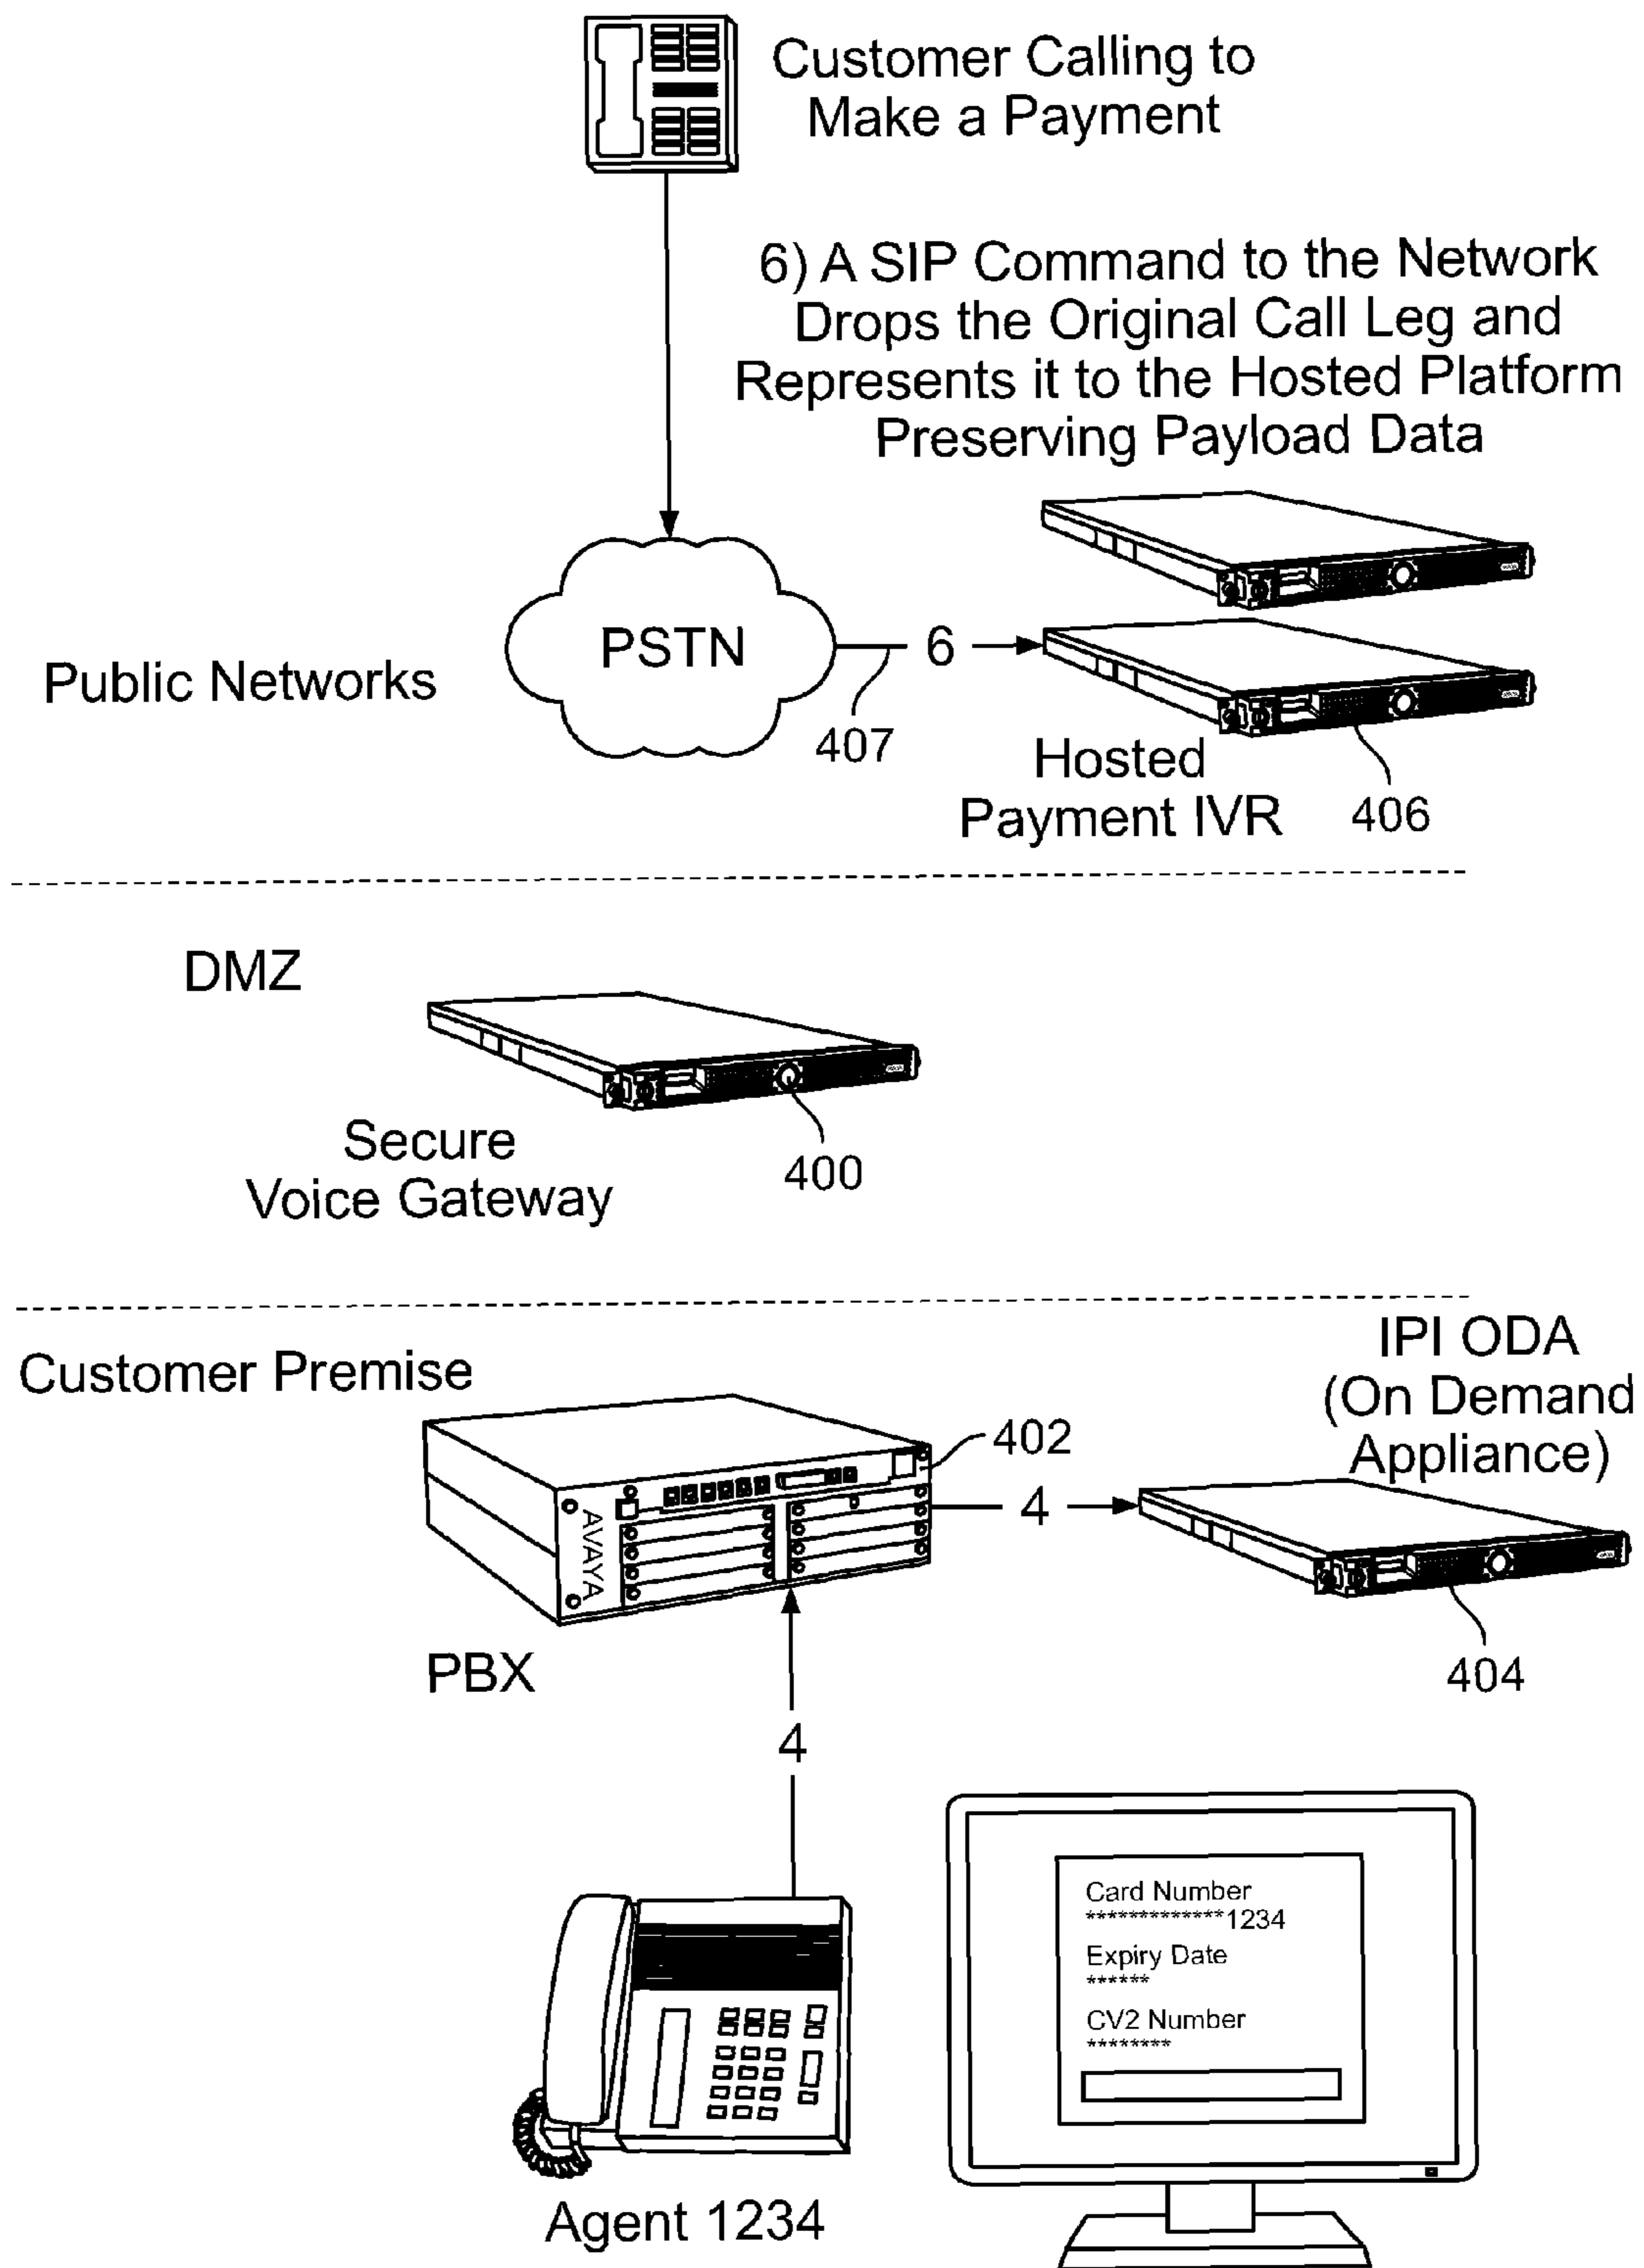 Customer Calling to
Make a Payment
6) A SIP Command to the Network
Drops the Original Call Leg and
Represents it to the Hosted Platform
Preserving Payload Data
PSTN
6
Public Networks
407
Hosted
Payment IVR
406
DMZ
Secure
Voice Gateway
400
Customer Premise
IPI ODA
(On Demand
Appliance)
402
4
AVAYA
PBX
404
4
Card Number
*************1234
Expiry Date
******
CV2 Number
********
Agent 1234